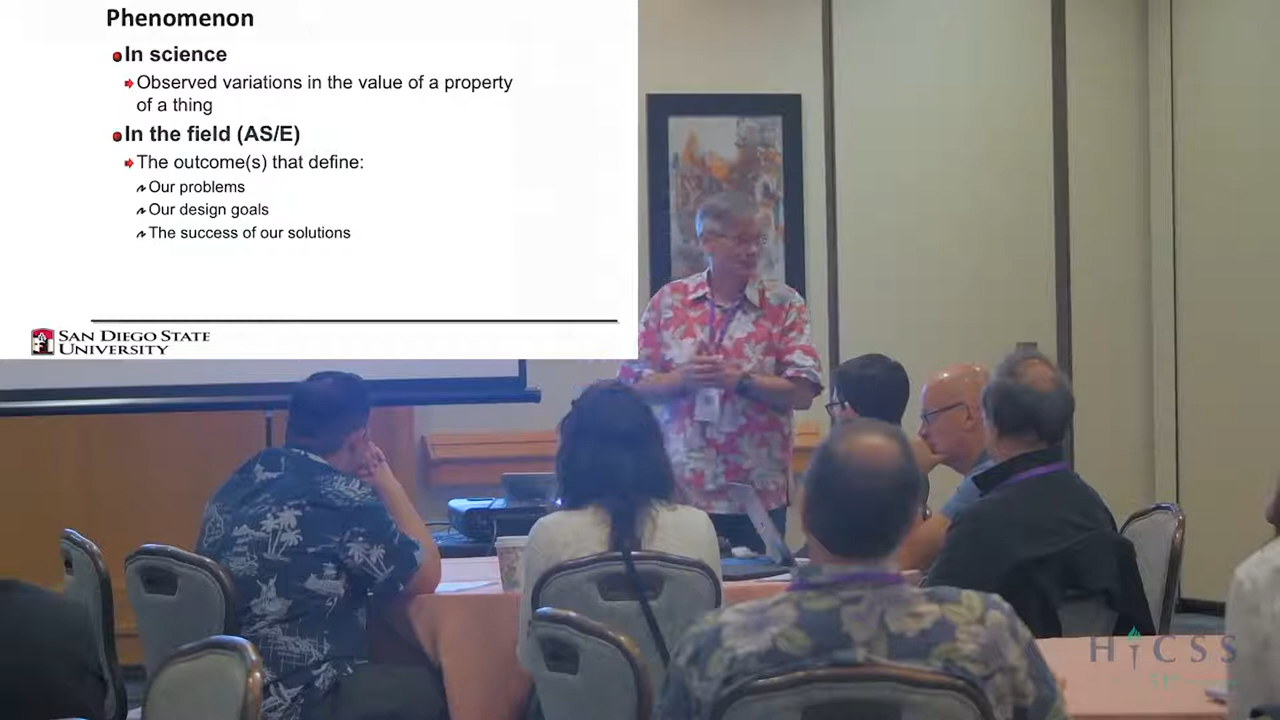 Phenomenon
In science
Observed variations in the value of a property
of a thing
In the field (AS/E)
The outcome(s) that define:
Our problems
Our design goals
The success of our solutions
SAN DIEGO STATE
UNIVERSITY
HICSS